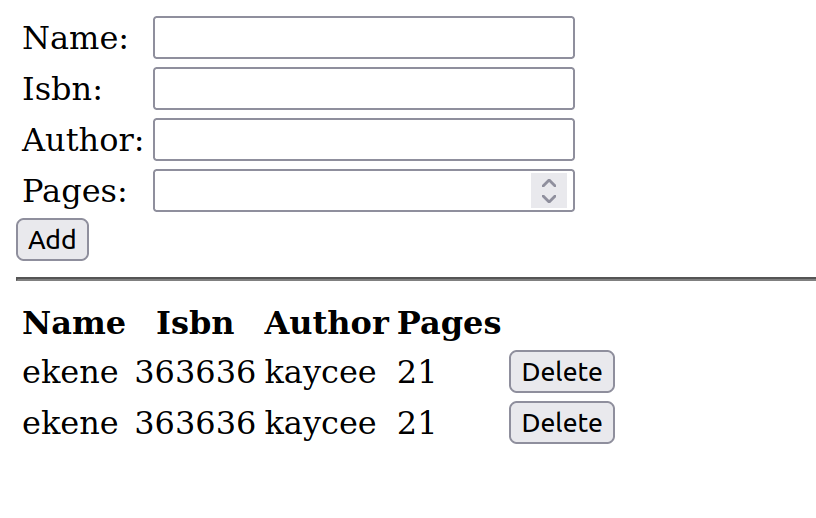 Name:
Isbn:
Author:
Pages:
Add
Name Isbn Author Pages
ekene 363636 kaycee 21 Delete
ekene 363636 kaycee 21 Delete